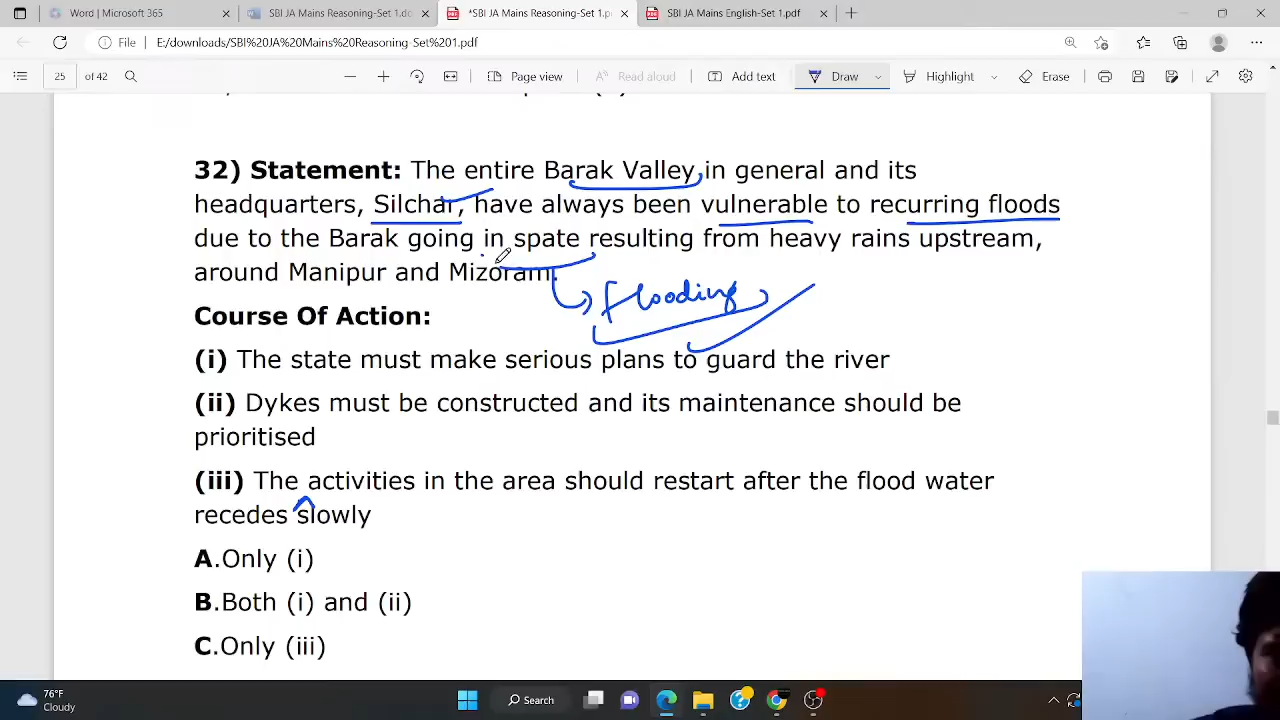 Word | Microsoft 365
SBI JA Mains Reasoning-Set 1.do
*SBI JA Mains Reasoning-Set 1.p
SBI JA Mains English-Set 1.pdf
File E:/downloads/SBI%20JA%20Mains%20Reasoning-Set%201.pdf
25 of 42 Page view Read aloud Add text Draw Highlight Erase
32) Statement: The entire Barak Valley in general and its
headquarters, Silchar, have always been vulnerable to recurring floods
due to the Barak going in spate resulting from heavy rains upstream,
around Manipur and Mizoram.
flooding
Course Of Action:
(i) The state must make serious plans to guard the river
(ii) Dykes must be constructed and its maintenance should be
prioritised
(iii) The activities in the area should restart after the flood water
recedes slowly
A.Only (i)
B.Both (i) and (ii)
C.Only (iii)
76°F
Cloudy
Search